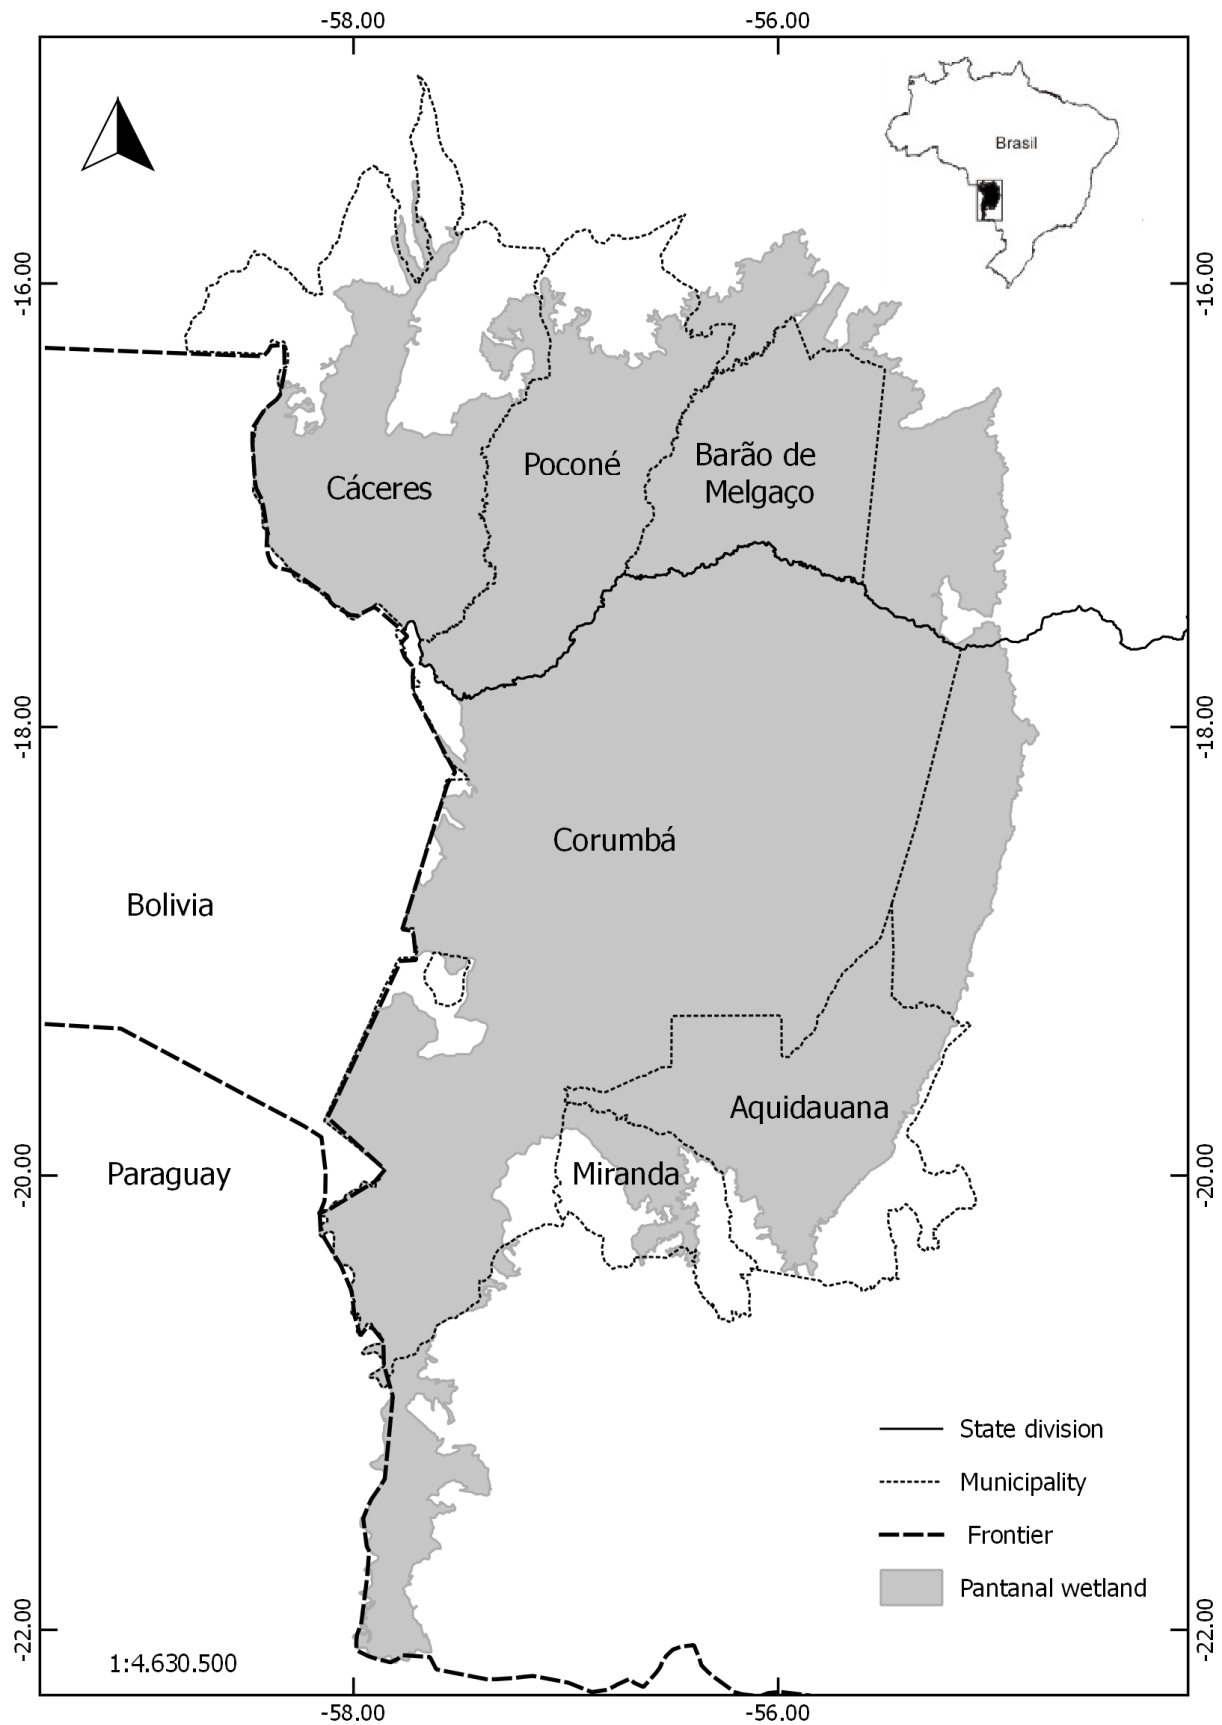 -58.00
-56.00
Brasil
-16.00
-16.00
Barão de
Melgaço
Poconé
Cáceres
-18.00
-18.00
Corumbá
Bolivia
Aquidauana
Paraguay
Miranda
-20.00
-20.00
State division
Municipality
Frontier
Pantanal wetland
-22.00
-22.00
1:4.630.500
-58.00
-56.00